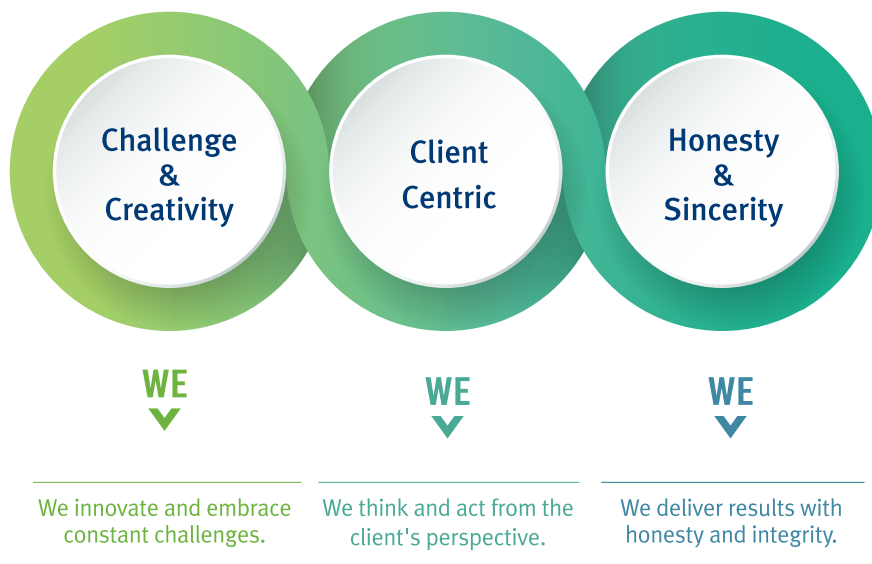 Challenge
&
Creativity
Client
Centric
Honesty
&
Sincerity
WE
WE
WE
We innovate and embrace
constant challenges.
We think and act from the
client's perspective.
We deliver results with
honesty and integrity.